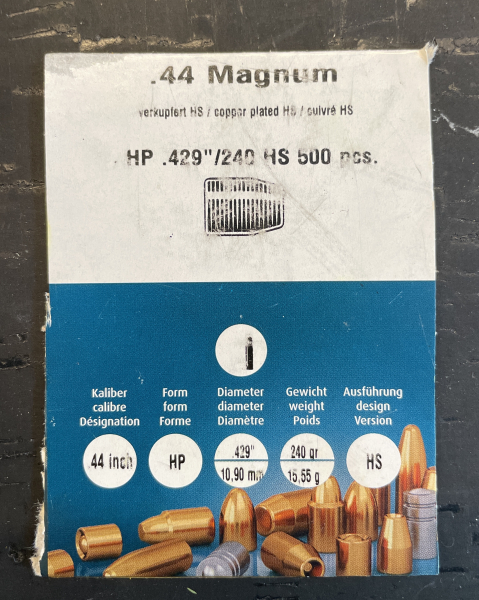 .44 Magnum
verkupfert HS / copper plated HS / cuivré HS
HP .429"/240 HS 500 pcs.
Kaliber
calibre
Désignation
Form
form
Forme
Diameter
diameter
Diamètre
Gewicht
weight
Poids
Ausführung
design
Version
.44 inch
HP
.429"
10,90 mm
240 gr
15,55 g
HS